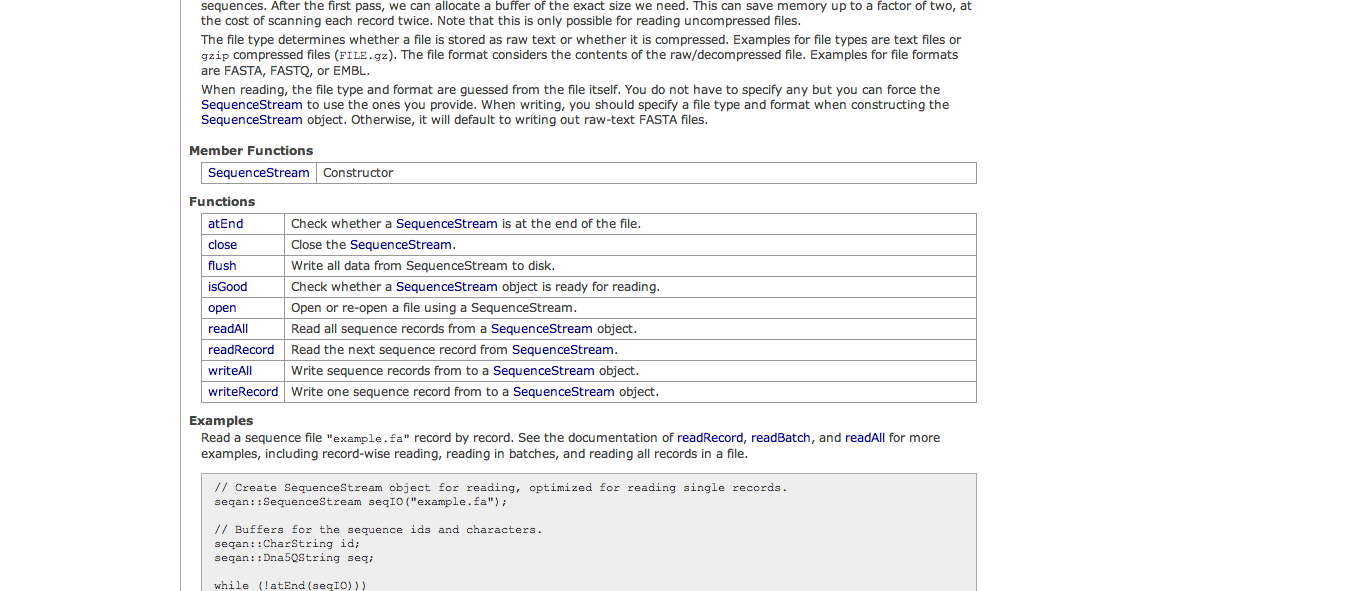 sequences. After the first pass, we can allocate a buffer of the exact size we need. This can save memory up to a factor of two, at
the cost of scanning each record twice. Note that this is only possible for reading uncompressed files.
The file type determines whether a file is stored as raw text or whether it is compressed. Examples for file types are text files or
gzip compressed files (FILE.gz). The file format considers the contents of the raw/decompressed file. Examples for file formats
are FASTA, FASTQ, or EMBL.
When reading, the file type and format are guessed from the file itself. You do not have to specify any but you can force the
SequenceStream to use the ones you provide. When writing, you should specify a file type and format when constructing the
SequenceStream object. Otherwise, it will default to writing out raw-text FASTA files.
Member Functions
SequenceStream Constructor
Functions
atEnd Check whether a SequenceStream is at the end of the file.
close Close the SequenceStream.
flush Write all data from SequenceStream to disk.
isGood Check whether a SequenceStream object is ready for reading.
open Open or re-open a file using a SequenceStream.
readAll Read all sequence records from a SequenceStream object.
readRecord Read the next sequence record from SequenceStream.
writeAll Write sequence records from to a SequenceStream object.
writeRecord Write one sequence record from to a SequenceStream object.
Examples
Read a sequence file "example.fa" record by record. See the documentation of readRecord, readBatch, and readAll for more
examples, including record-wise reading, reading in batches, and reading all records in a file.
// Create SequenceStream object for reading, optimized for reading single records.
seqan::SequenceStream seqIO("example.fa");
// Buffers for the sequence ids and characters.
seqan::CharString id;
seqan::Dna5QString seq;
while (!atEnd(seqIO)))